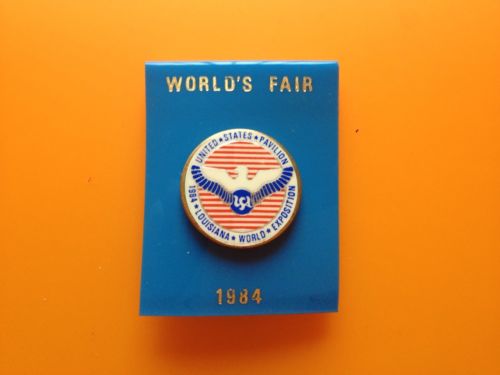 WORLD'S FAIR
UNITED★STATES★PAVILION
1984★LOUISIANA★WORLD★EXPOSITION
1984